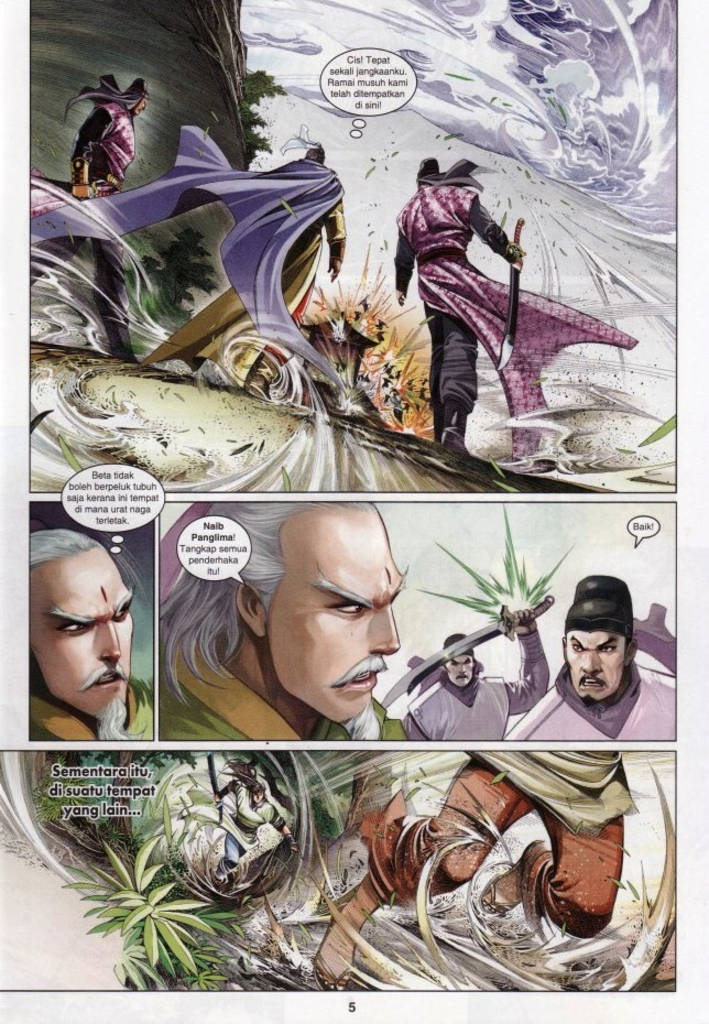 Cis! Tepat
sekali jangkaanku.
Ramai musuh kami
telah ditempatkan
di sini!
Beta tidak
boleh berpeluk tubuh
saja kerana ini tempat
di mana urat naga
terletak.
Naib
Panglima!
Tangkap semua
penderhaka
itu!
Baik!
Sementara itu,
di suatu tempat
yang lain...
5